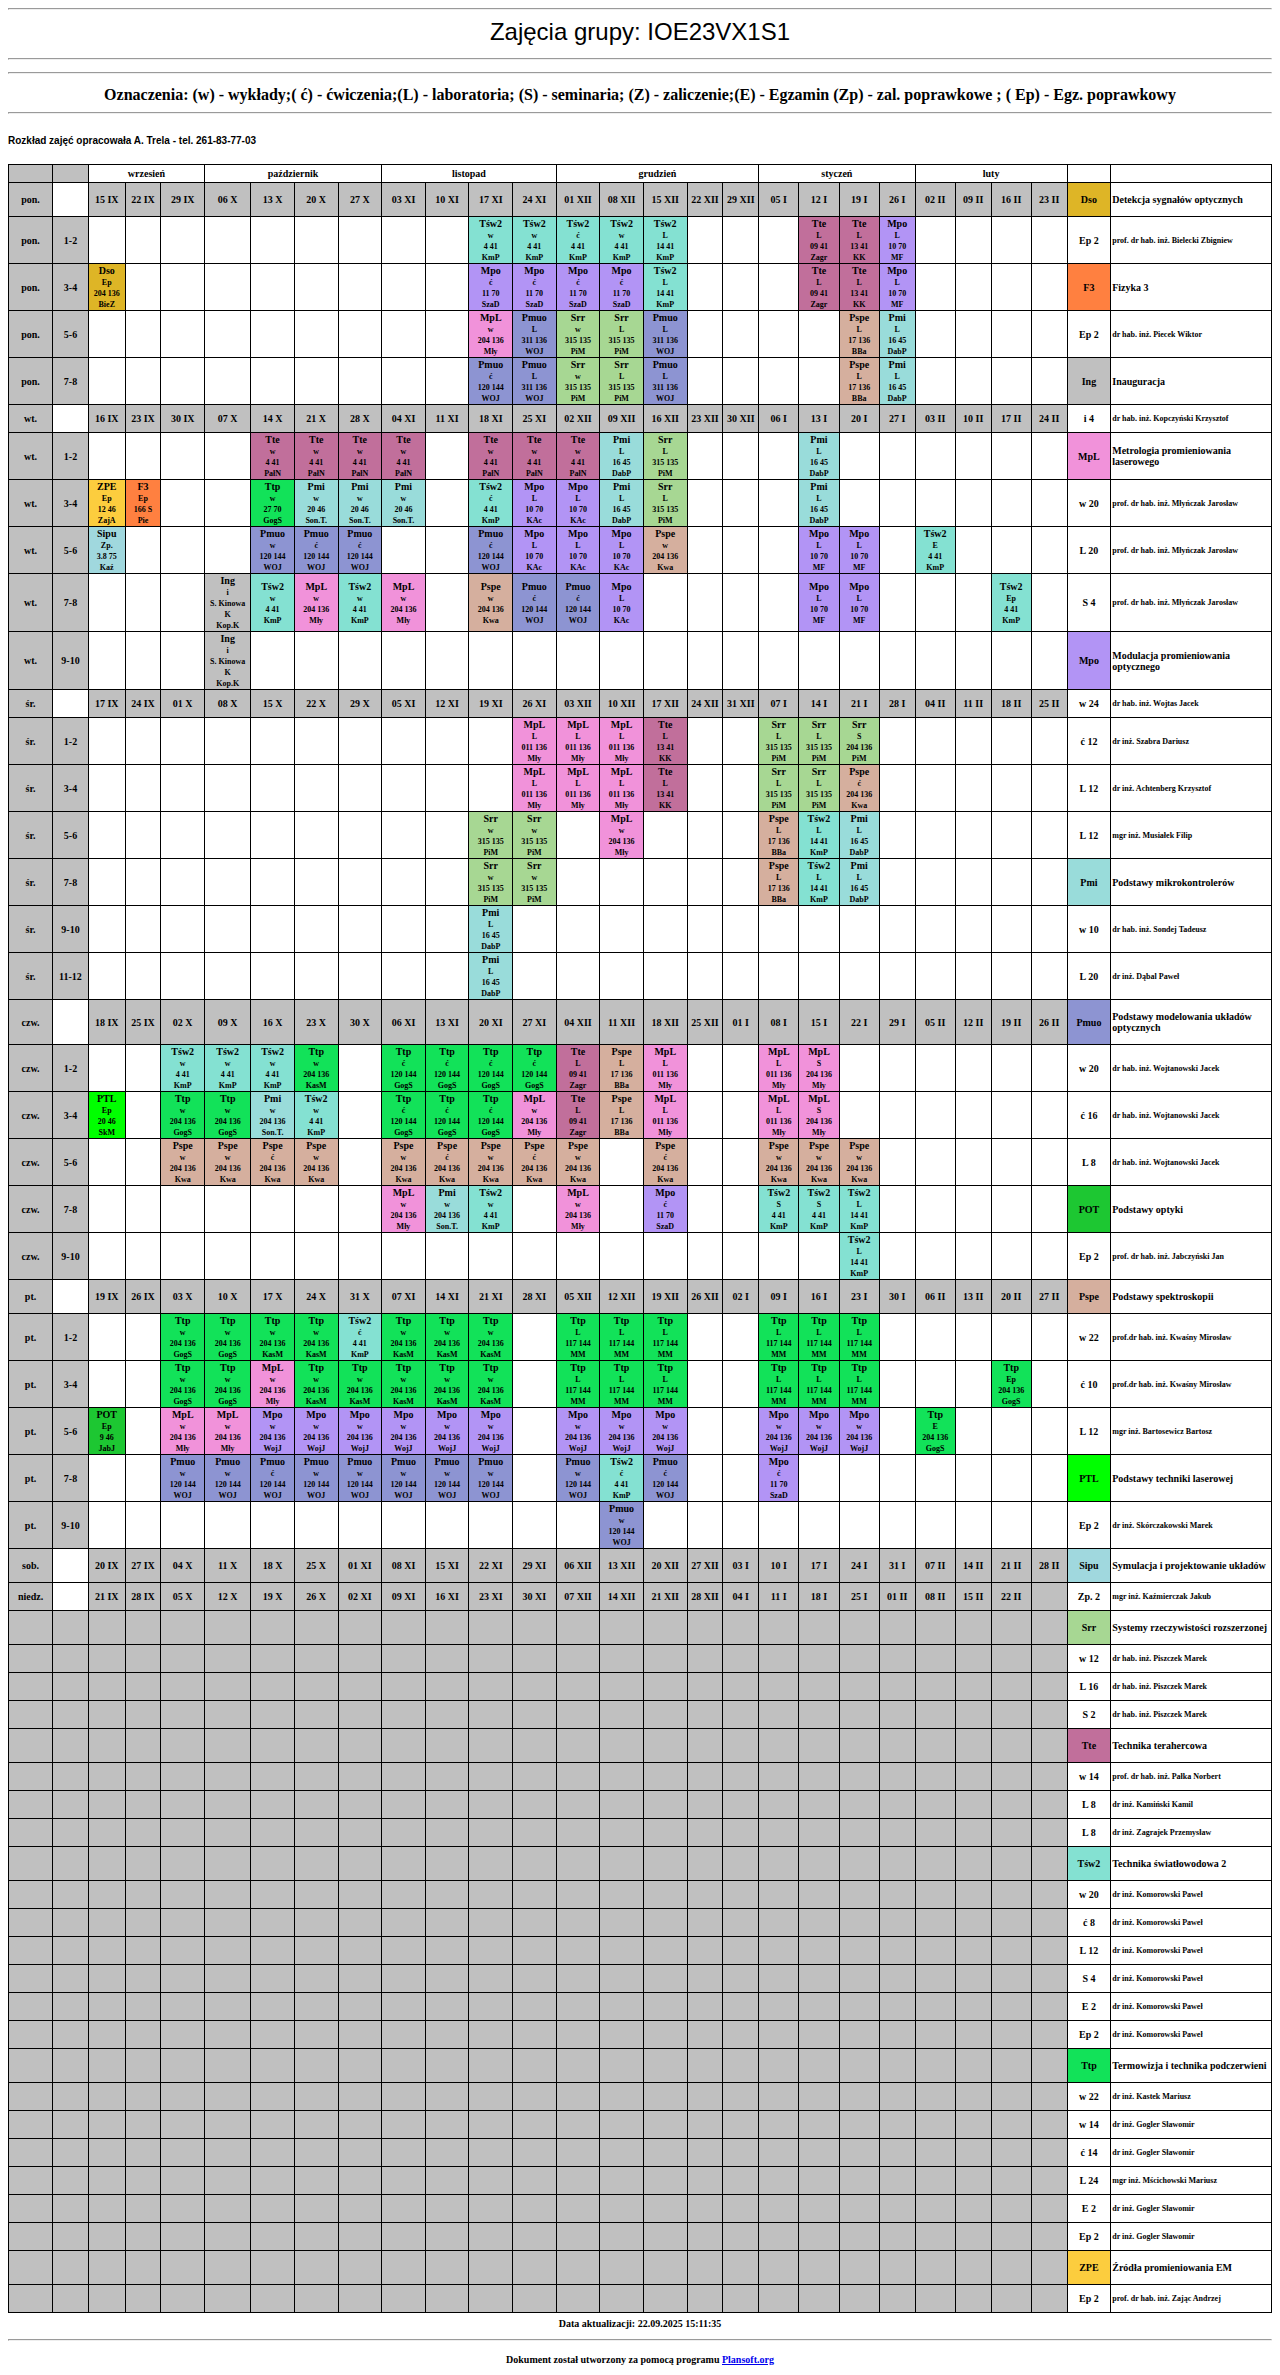 Zajęcia grupy: IOE23VX1S1
Oznaczenia: (w) - wykłady;( ć) - ćwiczenia;(L) - laboratoria; (S) - seminaria; (Z) - zaliczenie;(E) - Egzamin (Zp) - zal. poprawkowe ; ( Ep) - Egz. poprawkowy
Rozkład zajęć opracowała A. Trela - tel. 261-83-77-03
wrzesień październik listopad grudzień styczeń luty
pon. 15 IX 22 IX 29 IX 06 X 13 X 20 X 27 X 03 XI 10 XI 17 XI 24 XI 01 XII 08 XII 15 XII 22 XII 29 XII 05 I 12 I 19 I 26 I 02 II 09 II 16 II 23 II Dso Detekcja sygnałów optycznych
Tśw2 Tśw2 Tśw2 Tśw2 Tśw2 Tte Tte Mpo
w w ć w L L L L
pon. 1-2 4 41 4 41 4 41 4 41 14 41 09 41 13 41 10 70 Ep 2 prof. dr hab. inż. Bielecki Zbigniew
KmP KmP KmP KmP KmP Zagr KK MF
Dso Mpo Mpo Mpo Mpo Tśw2 Tte Tte Mpo
Ep ć ć ć ć L L L L
pon. 3-4 204 136 11 70 11 70 11 70 11 70 14 41 09 41 13 41 10 70 F3 Fizyka 3
BieZ SzaD SzaD SzaD SzaD KmP Zagr KK MF
MpL Pmuo Srr Srr Pmuo Pspe Pmi
w L w L L L L
pon. 5-6 204 136 311 136 315 135 315 135 311 136 17 136 16 45 Ep 2 dr hab. inż. Piecek Wiktor
Mły WOJ PiM PiM WOJ BBa DabP
Pmuo Pmuo Srr Srr Pmuo Pspe Pmi
ć L w L L L L
pon. 7-8 120 144 311 136 315 135 315 135 311 136 17 136 16 45 Ing Inauguracja
WOJ WOJ PiM PiM WOJ BBa DabP
wt. 16 IX 23 IX 30 IX 07 X 14 X 21 X 28 X 04 XI 11 XI 18 XI 25 XI 02 XII 09 XII 16 XII 23 XII 30 XII 06 I 13 I 20 I 27 I 03 II 10 II 17 II 24 II i 4 dr hab. inż. Kopczyński Krzysztof
Tte Tte Tte Tte Tte Tte Tte Pmi Srr Pmi
w w w w w w w L L L
wt. 1-2 4 41 4 41 4 41 4 41 4 41 4 41 4 41 16 45 315 135 16 45 MpL Metrologia promieniowania laserowego
PałN PałN PałN PałN PałN PałN PałN DabP PiM DabP
ZPE F3 Ttp Pmi Pmi Pmi Tśw2 Mpo Mpo Pmi Srr Pmi
Ep Ep w w w w ć L L L L L
wt. 3-4 12 46 166 S 27 70 20 46 20 46 20 46 4 41 10 70 10 70 16 45 315 135 16 45 w 20 prof. dr hab. inż. Młyńczak Jarosław
ZajA Pie GogS Son.T. Son.T. Son.T. KmP KAc KAc DabP PiM DabP
Sipu Pmuo Pmuo Pmuo Pmuo Mpo Mpo Mpo Pspe Mpo Mpo Tśw2
Zp. w ć ć ć L L L w L L E
wt. 5-6 3.8 75 120 144 120 144 120 144 120 144 10 70 10 70 10 70 204 136 10 70 10 70 4 41 L 20 prof. dr hab. inż. Młyńczak Jarosław
Kaź WOJ WOJ WOJ WOJ KAc KAc KAc Kwa MF MF KmP
Ing Tśw2 MpL Tśw2 MpL Pspe Pmuo Pmuo Mpo Mpo Mpo Tśw2
i w w w w w ć ć L L L Ep
wt. 7-8 S. Kinowa K 4 41 204 136 4 41 204 136 204 136 120 144 120 144 10 70 10 70 10 70 4 41 S 4 prof. dr hab. inż. Młyńczak Jarosław
Kop.K KmP Mły KmP Mły Kwa WOJ WOJ KAc MF MF KmP
Ing
i
wt. 9-10 S. Kinowa K Mpo Modulacja promieniowania optycznego
Kop.K
śr. 17 IX 24 IX 01 X 08 X 15 X 22 X 29 X 05 XI 12 XI 19 XI 26 XI 03 XII 10 XII 17 XII 24 XII 31 XII 07 I 14 I 21 I 28 I 04 II 11 II 18 II 25 II w 24 dr hab. inż. Wojtas Jacek
MpL MpL MpL Tte Srr Srr Srr
L L L L L L S
śr. 1-2 011 136 011 136 011 136 13 41 315 135 315 135 204 136 ć 12 dr inż. Szabra Dariusz
Mły Mły Mły KK PiM PiM PiM
MpL MpL MpL Tte Srr Srr Pspe
L L L L L L ć
śr. 3-4 011 136 011 136 011 136 13 41 315 135 315 135 204 136 L 12 dr inż. Achtenberg Krzysztof
Mły Mły Mły KK PiM PiM Kwa
Srr Srr MpL Pspe Tśw2 Pmi
w w w L L L
śr. 5-6 315 135 315 135 204 136 17 136 14 41 16 45 L 12 mgr inż. Musiałek Filip
PiM PiM Mły BBa KmP DabP
Srr Srr Pspe Tśw2 Pmi
w w L L L
śr. 7-8 315 135 315 135 17 136 14 41 16 45 Pmi Podstawy mikrokontrolerów
PiM PiM BBa KmP DabP
Pmi
L
śr. 9-10 16 45 w 10 dr hab. inż. Sondej Tadeusz
DabP
Pmi
L
śr. 11-12 16 45 L 20 dr inż. Dąbal Paweł
DabP
czw. 18 IX 25 IX 02 X 09 X 16 X 23 X 30 X 06 XI 13 XI 20 XI 27 XI 04 XII 11 XII 18 XII 25 XII 01 I 08 I 15 I 22 I 29 I 05 II 12 II 19 II 26 II Pmuo Podstawy modelowania układów optycznych
Tśw2 Tśw2 Tśw2 Ttp Ttp Ttp Ttp Ttp Tte Pspe MpL MpL MpL
w w w w ć ć ć ć L L L L S
czw. 1-2 4 41 4 41 4 41 204 136 120 144 120 144 120 144 120 144 09 41 17 136 011 136 011 136 204 136 w 20 dr hab. inż. Wojtanowski Jacek
KmP KmP KmP KasM GogS GogS GogS GogS Zagr BBa Mły Mły Mły
PTL Ttp Ttp Pmi Tśw2 Ttp Ttp Ttp MpL Tte Pspe MpL MpL MpL
Ep w w w w ć ć ć w L L L L S
czw. 3-4 20 46 204 136 204 136 204 136 4 41 120 144 120 144 120 144 204 136 09 41 17 136 011 136 011 136 204 136 ć 16 dr hab. inż. Wojtanowski Jacek
SkM GogS GogS Son.T. KmP GogS GogS GogS Mły Zagr BBa Mły Mły Mły
Pspe Pspe Pspe Pspe Pspe Pspe Pspe Pspe Pspe Pspe Pspe Pspe Pspe
w w ć w w ć w ć w ć w w w
czw. 5-6 204 136 204 136 204 136 204 136 204 136 204 136 204 136 204 136 204 136 204 136 204 136 204 136 204 136 L 8 dr hab. inż. Wojtanowski Jacek
Kwa Kwa Kwa Kwa Kwa Kwa Kwa Kwa Kwa Kwa Kwa Kwa Kwa
MpL Pmi Tśw2 MpL Mpo Tśw2 Tśw2 Tśw2
w w w w ć S S L
czw. 7-8 204 136 204 136 4 41 204 136 11 70 4 41 4 41 14 41 POT Podstawy optyki
Mły Son.T. KmP Mły SzaD KmP KmP KmP
Tśw2
L
czw. 9-10 14 41 Ep 2 prof. dr hab. inż. Jabczyński Jan
KmP
pt. 19 IX 26 IX 03 X 10 X 17 X 24 X 31 X 07 XI 14 XI 21 XI 28 XI 05 XII 12 XII 19 XII 26 XII 02 I 09 I 16 I 23 I 30 I 06 II 13 II 20 II 27 II Pspe Podstawy spektroskopii
Ttp Ttp Ttp Ttp Tśw2 Ttp Ttp Ttp Ttp Ttp Ttp Ttp Ttp Ttp
w w w w ć w w w L L L L L L
pt. 1-2 204 136 204 136 204 136 204 136 4 41 204 136 204 136 204 136 117 144 117 144 117 144 117 144 117 144 117 144 w 22 prof.dr hab. inż. Kwaśny Mirosław
GogS GogS KasM KasM KmP KasM KasM KasM MM MM MM MM MM MM
Ttp Ttp MpL Ttp Ttp Ttp Ttp Ttp Ttp Ttp Ttp Ttp Ttp Ttp Ttp
w w w w w w w w L L L L L L Ep
pt. 3-4 204 136 204 136 204 136 204 136 204 136 204 136 204 136 204 136 117 144 117 144 117 144 117 144 117 144 117 144 204 136 ć 10 prof.dr hab. inż. Kwaśny Mirosław
GogS GogS Mły KasM KasM KasM KasM KasM MM MM MM MM MM MM GogS
POT MpL MpL Mpo Mpo Mpo Mpo Mpo Mpo Mpo Mpo Mpo Mpo Mpo Mpo Ttp
Ep w w w w w w w w w w w w w w E
pt. 5-6 9 46 204 136 204 136 204 136 204 136 204 136 204 136 204 136 204 136 204 136 204 136 204 136 204 136 204 136 204 136 204 136 L 12 mgr inż. Bartosewicz Bartosz
JabJ Mły Mły WojJ WojJ WojJ WojJ WojJ WojJ WojJ WojJ WojJ WojJ WojJ WojJ GogS
Pmuo Pmuo Pmuo Pmuo Pmuo Pmuo Pmuo Pmuo Pmuo Tśw2 Pmuo Mpo
w w ć w w w w w w ć ć ć
pt. 7-8 120 144 120 144 120 144 120 144 120 144 120 144 120 144 120 144 120 144 4 41 120 144 11 70 PTL Podstawy techniki laserowej
WOJ WOJ WOJ WOJ WOJ WOJ WOJ WOJ WOJ KmP WOJ SzaD
Pmuo
w
pt. 9-10 120 144 Ep 2 dr inż. Skórczakowski Marek
WOJ
sob. 20 IX 27 IX 04 X 11 X 18 X 25 X 01 XI 08 XI 15 XI 22 XI 29 XI 06 XII 13 XII 20 XII 27 XII 03 I 10 I 17 I 24 I 31 I 07 II 14 II 21 II 28 II Sipu Symulacja i projektowanie układów
niedz. 21 IX 28 IX 05 X 12 X 19 X 26 X 02 XI 09 XI 16 XI 23 XI 30 XI 07 XII 14 XII 21 XII 28 XII 04 I 11 I 18 I 25 I 01 II 08 II 15 II 22 II Zp. 2 mgr inż. Kaźmierczak Jakub
Srr Systemy rzeczywistości rozszerzonej
w 12 dr hab. inż. Piszczek Marek
L 16 dr hab. inż. Piszczek Marek
S 2 dr hab. inż. Piszczek Marek
Tte Technika terahercowa
w 14 prof. dr hab. inż. Pałka Norbert
L 8 dr inż. Kamiński Kamil
L 8 dr inż. Zagrajek Przemysław
Tśw2 Technika światłowodowa 2
w 20 dr inż. Komorowski Paweł
ć 8 dr inż. Komorowski Paweł
L 12 dr inż. Komorowski Paweł
S 4 dr inż. Komorowski Paweł
E 2 dr inż. Komorowski Paweł
Ep 2 dr inż. Komorowski Paweł
Ttp Termowizja i technika podczerwieni
w 22 dr inż. Kastek Mariusz
w 14 dr inż. Gogler Sławomir
ć 14 dr inż. Gogler Sławomir
L 24 mgr inż. Mścichowski Mariusz
E 2 dr inż. Gogler Sławomir
Ep 2 dr inż. Gogler Sławomir
ZPE Źródła promieniowania EM
Ep 2 prof. dr hab. inż. Zając Andrzej
Data aktualizacji: 22.09.2025 15:11:35
Dokument został utworzony za pomocą programu Plansoft.org